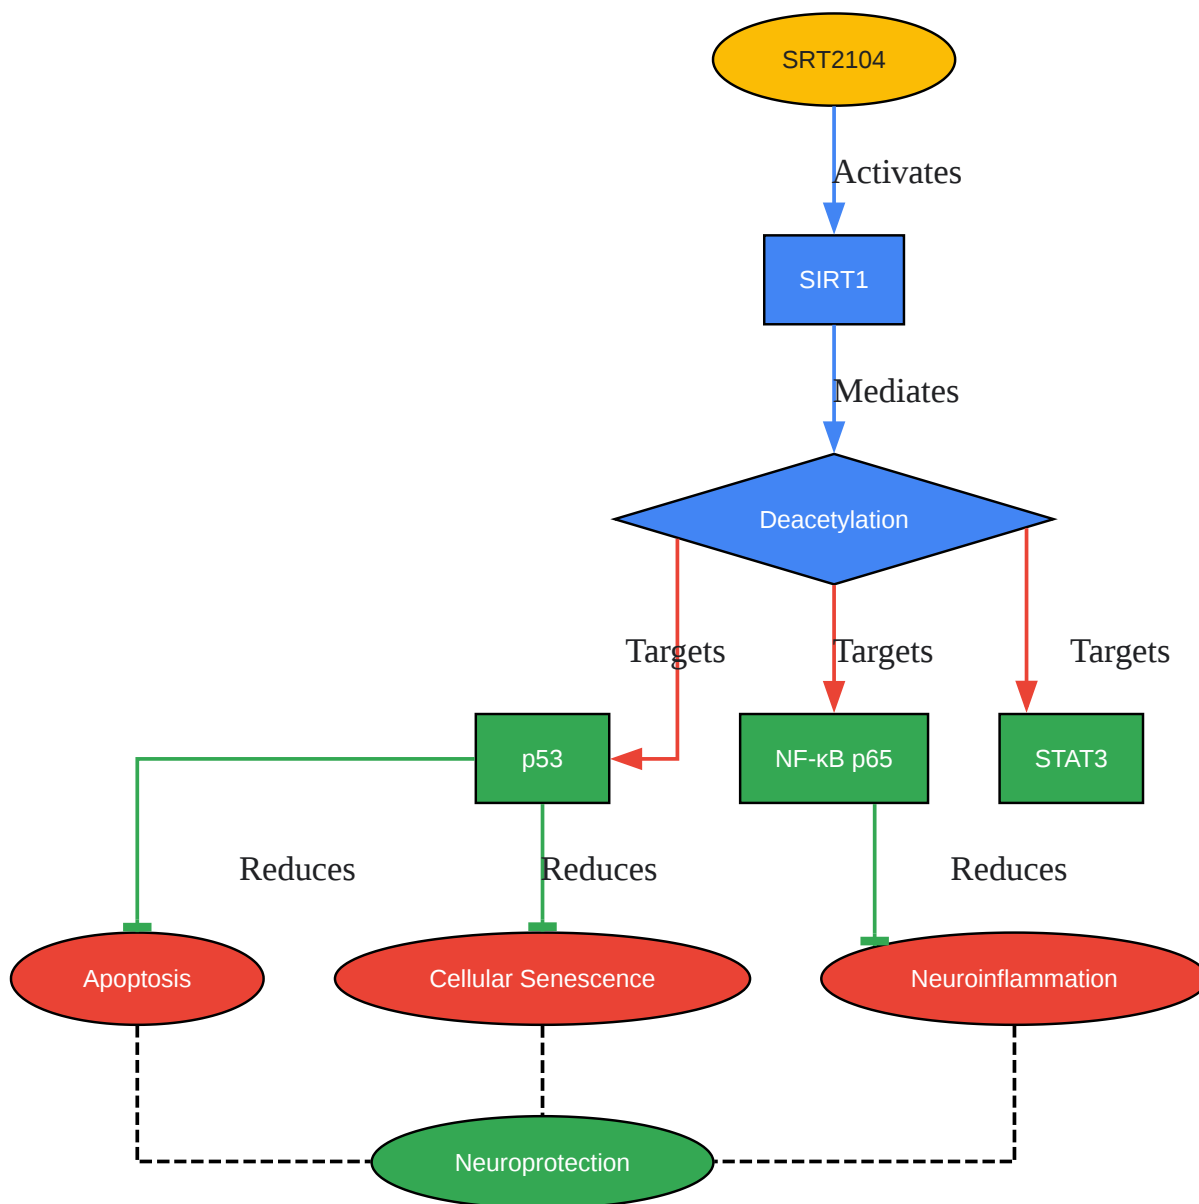 SRT2104
Activates
SIRT1
Mediates
Deacetylation
Targets
Targets
Targets
p53
NF-κB p65
STAT3
Reduces
Reduces
Reduces
Apoptosis
Cellular Senescence
Neuroinflammation
Neuroprotection